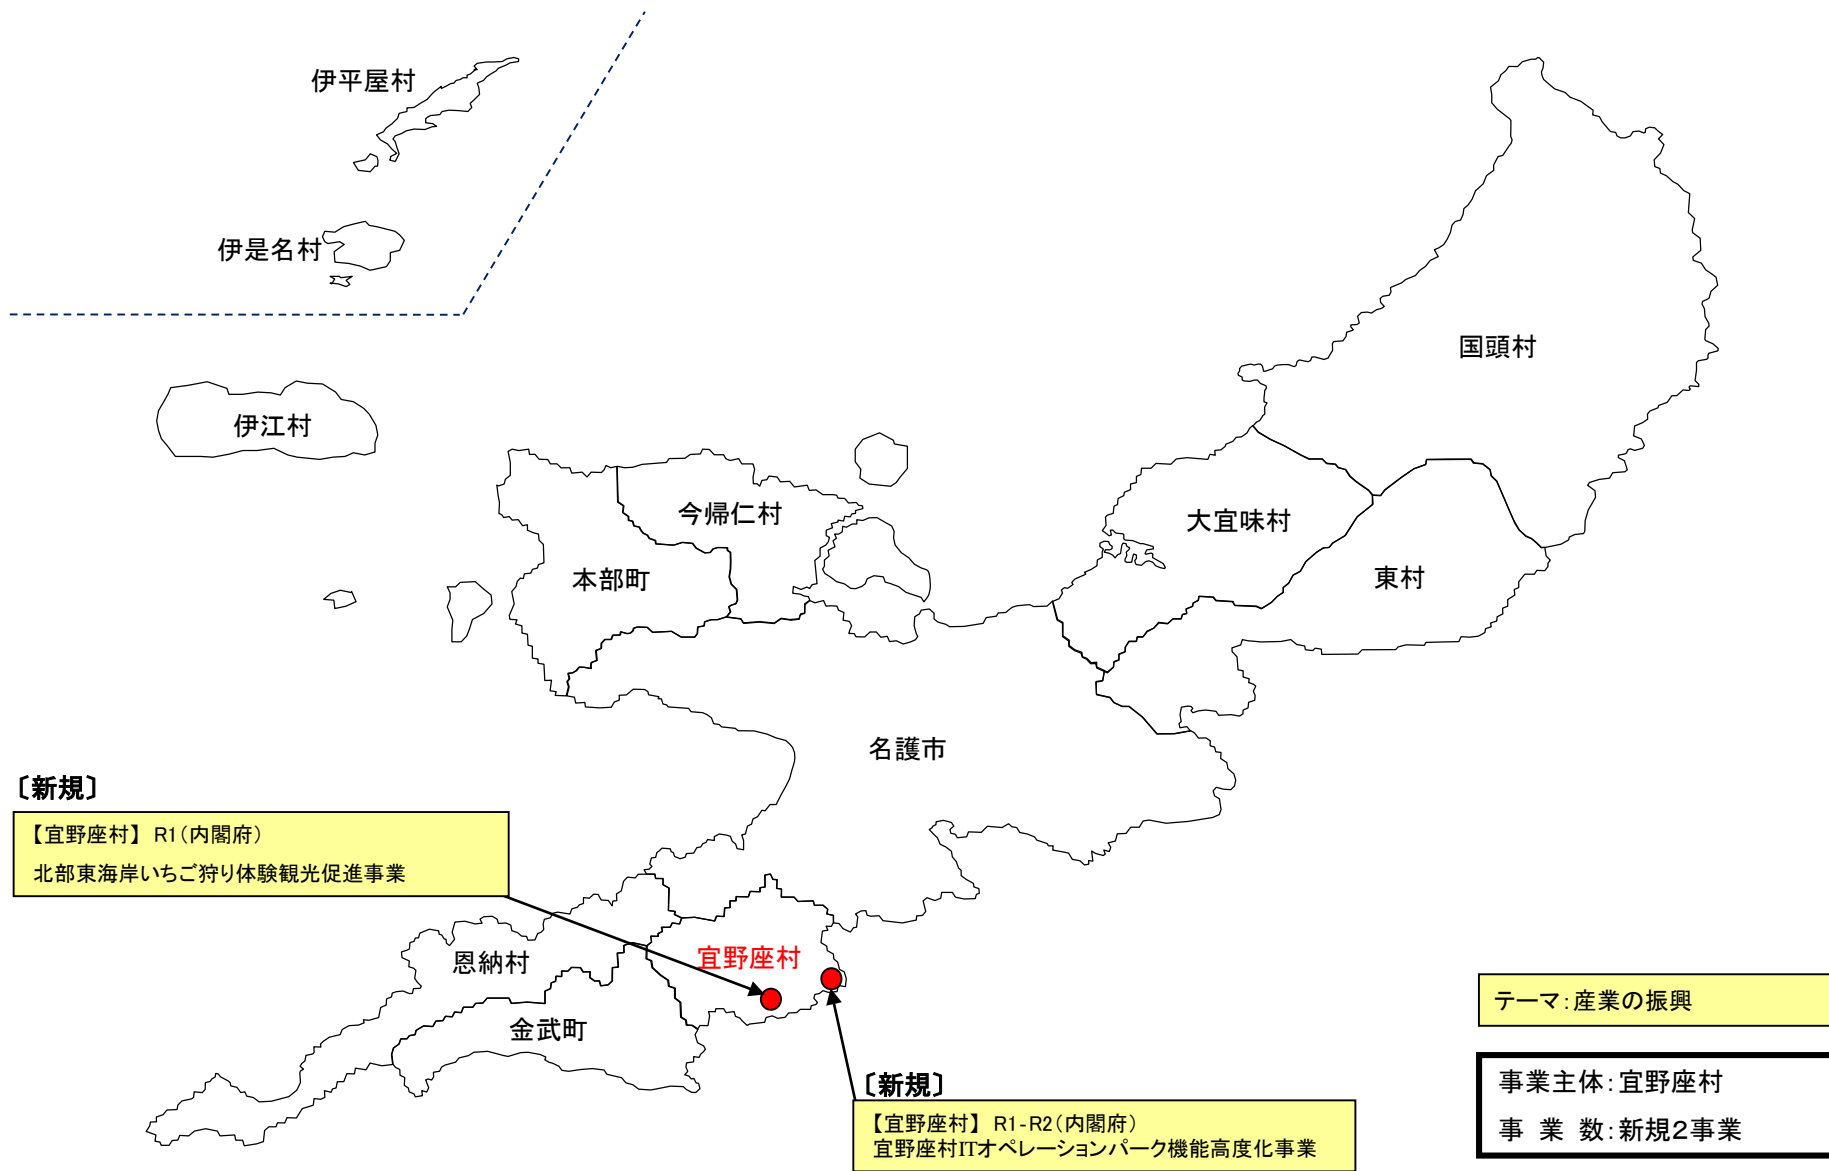 伊平屋村
伊是名村
国頭村
伊江村
今帰仁村
大宜味村
本部町
東村
名護市
〔新規〕
【宜野座村】 R1(内閣府)
北部東海岸いちご狩り体験観光促進事業
宜野座村
恩納村
金武町
テーマ:産業の振興
〔新規〕
【宜野座村】 R1-R2(内閣府)
宜野座村ITオペレーションパーク機能高度化事業
事業主体:宜野座村
事 業 数:新規2事業